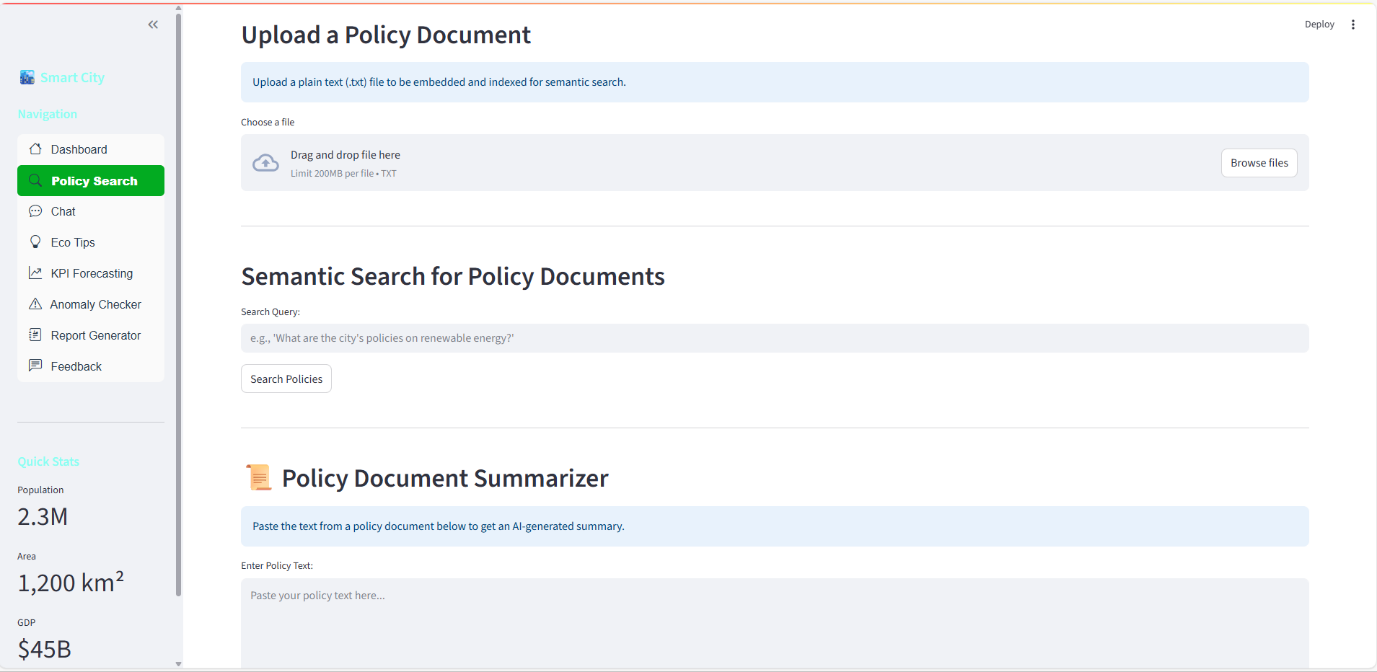 Smart City
Navigation
Dashboard
Policy Search
Chat
Eco Tips
KPI Forecasting
Anomaly Checker
Report Generator
Feedback
Quick Stats
Population
2.3M
Area
1,200 km²
GDP
$45B
Deploy
Upload a Policy Document
Upload a plain text (.txt) file to be embedded and indexed for semantic search.
Choose a file
Drag and drop file here
Limit 200MB per file • TXT
Browse files
Semantic Search for Policy Documents
Search Query:
e.g., 'What are the city's policies on renewable energy?'
Search Policies
Policy Document Summarizer
Paste the text from a policy document below to get an AI-generated summary.
Enter Policy Text:
Paste your policy text here...